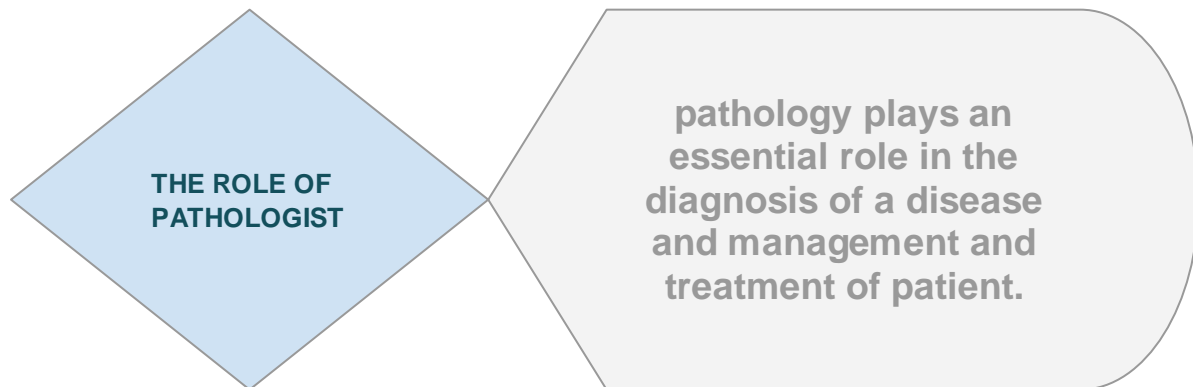 THE ROLE OF
PATHOLOGIST
pathology plays an
essential role in the
diagnosis of a disease
and management and
treatment of patient.